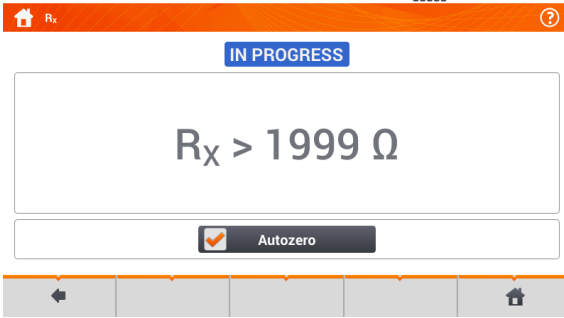 Rx
?
IN PROGRESS
Rx > 1999 Ω
Autozero